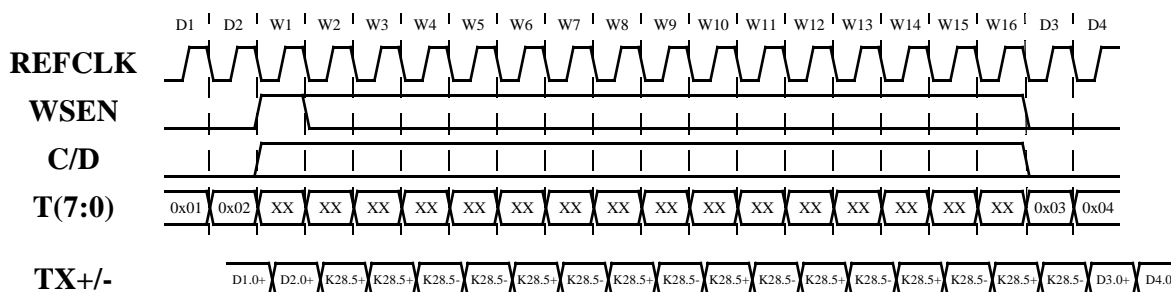 D1 D2 W1 W2 W3 W4 W5 W6 W7 W8 W9 W10 W11 W12 W13 W14 W15 W16 D3 D4
REFCLK
WSEN
C/D
T(7:0) 0x01 0x02 XX XX XX XX XX XX XX XX XX XX XX XX XX XX XX XX 0x03 0x04
TX+/- D1.0+ D2.0+ K28.5+ K28.5+ K28.5- K28.5- K28.5+ K28.5- K28.5+ K28.5- K28.5- K28.5- K28.5+ K28.5- K28.5+ K28.5- K28.5+ K28.5- D3.0+ D4.0